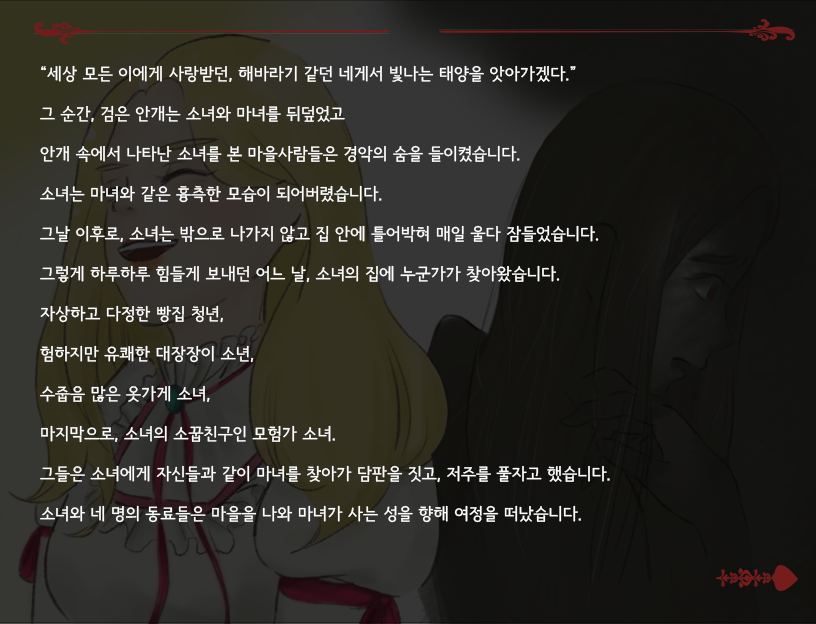 “세상 모든 이에게 사랑받던, 해바라기 같던 네게서 빛나는 태양을 앗아가겠다.”
그 순간, 검은 안개는 소녀와 마녀를 뒤덮었고
안개 속에서 나타난 소녀를 본 마을사람들은 경악의 숨을 들이켰습니다.
소녀는 마녀와 같은 흉측한 모습이 되어버렸습니다.
그날 이후로, 소녀는 밖으로 나가지 않고 집 안에 틀어박혀 매일 울다 잠들었습니다.
그렇게 하루하루 힘들게 보내던 어느 날, 소녀의 집에 누군가가 찾아왔습니다.
자상하고 다정한 빵집 청년,
험하지만 유쾌한 대장장이 소년,
수줍음 많은 옷가게 소녀,
마지막으로, 소녀의 소꿉친구인 모험가 소녀.
그들은 소녀에게 자신들과 같이 마녀를 찾아가 담판을 짓고, 저주를 풀자고 했습니다.
소녀와 네 명의 동료들은 마을을 나와 마녀가 사는 성을 향해 여정을 떠났습니다.